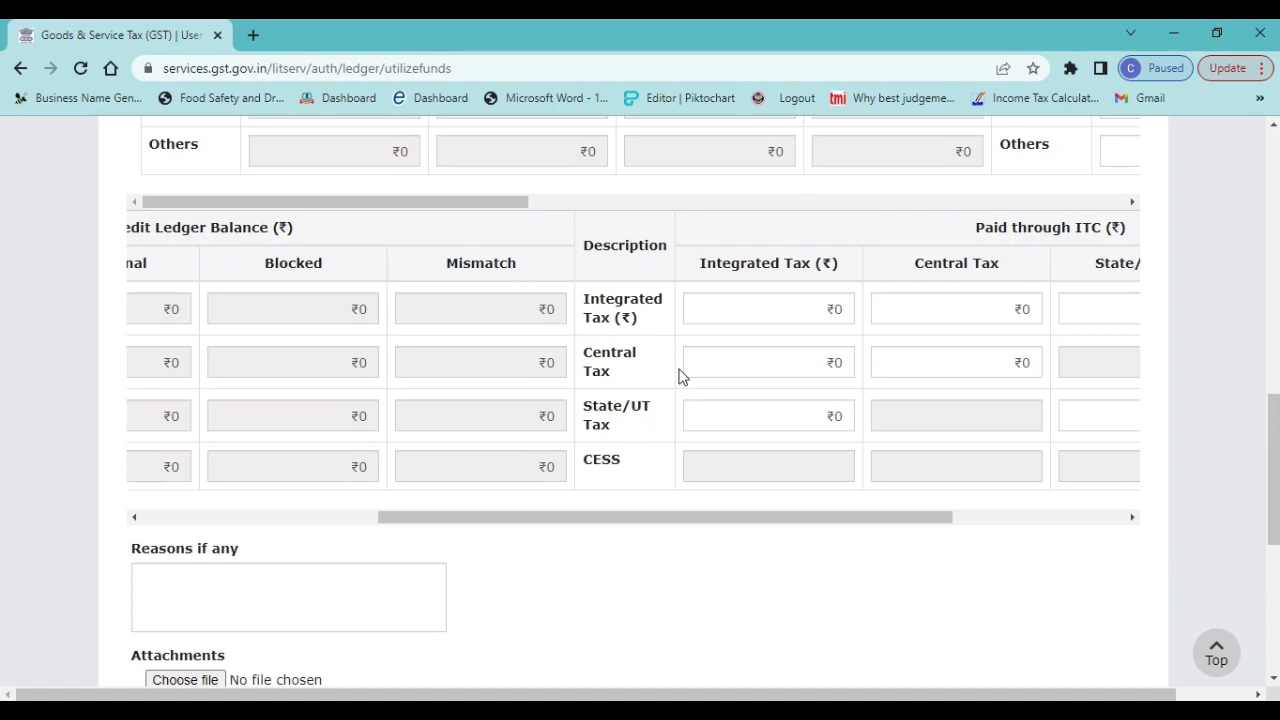 Goods & Service Tax (GST) | User
services.gst.gov.in/litserv/auth/ledger/utilizefunds
C Paused
Update
Business Name Gen...
Food Safety and Dr...
Dashboard
Dashboard
Microsoft Word - 1...
Editor | Piktochart
Logout
tmi Why best judgeme...
Income Tax Calculat...
Gmail
»
Others ₹0 ₹0 ₹0 ₹0 Others
edit Ledger Balance (₹) Description Paid through ITC (₹)
nal Blocked Mismatch Integrated Tax (₹) Central Tax State/
₹0 ₹0 ₹0 Integrated Tax (₹) ₹0 ₹0
₹0 ₹0 ₹0 Central Tax ₹0 ₹0
₹0 ₹0 ₹0 State/UT Tax ₹0
₹0 ₹0 ₹0 CESS
Reasons if any
Attachments
Choose file No file chosen
Top